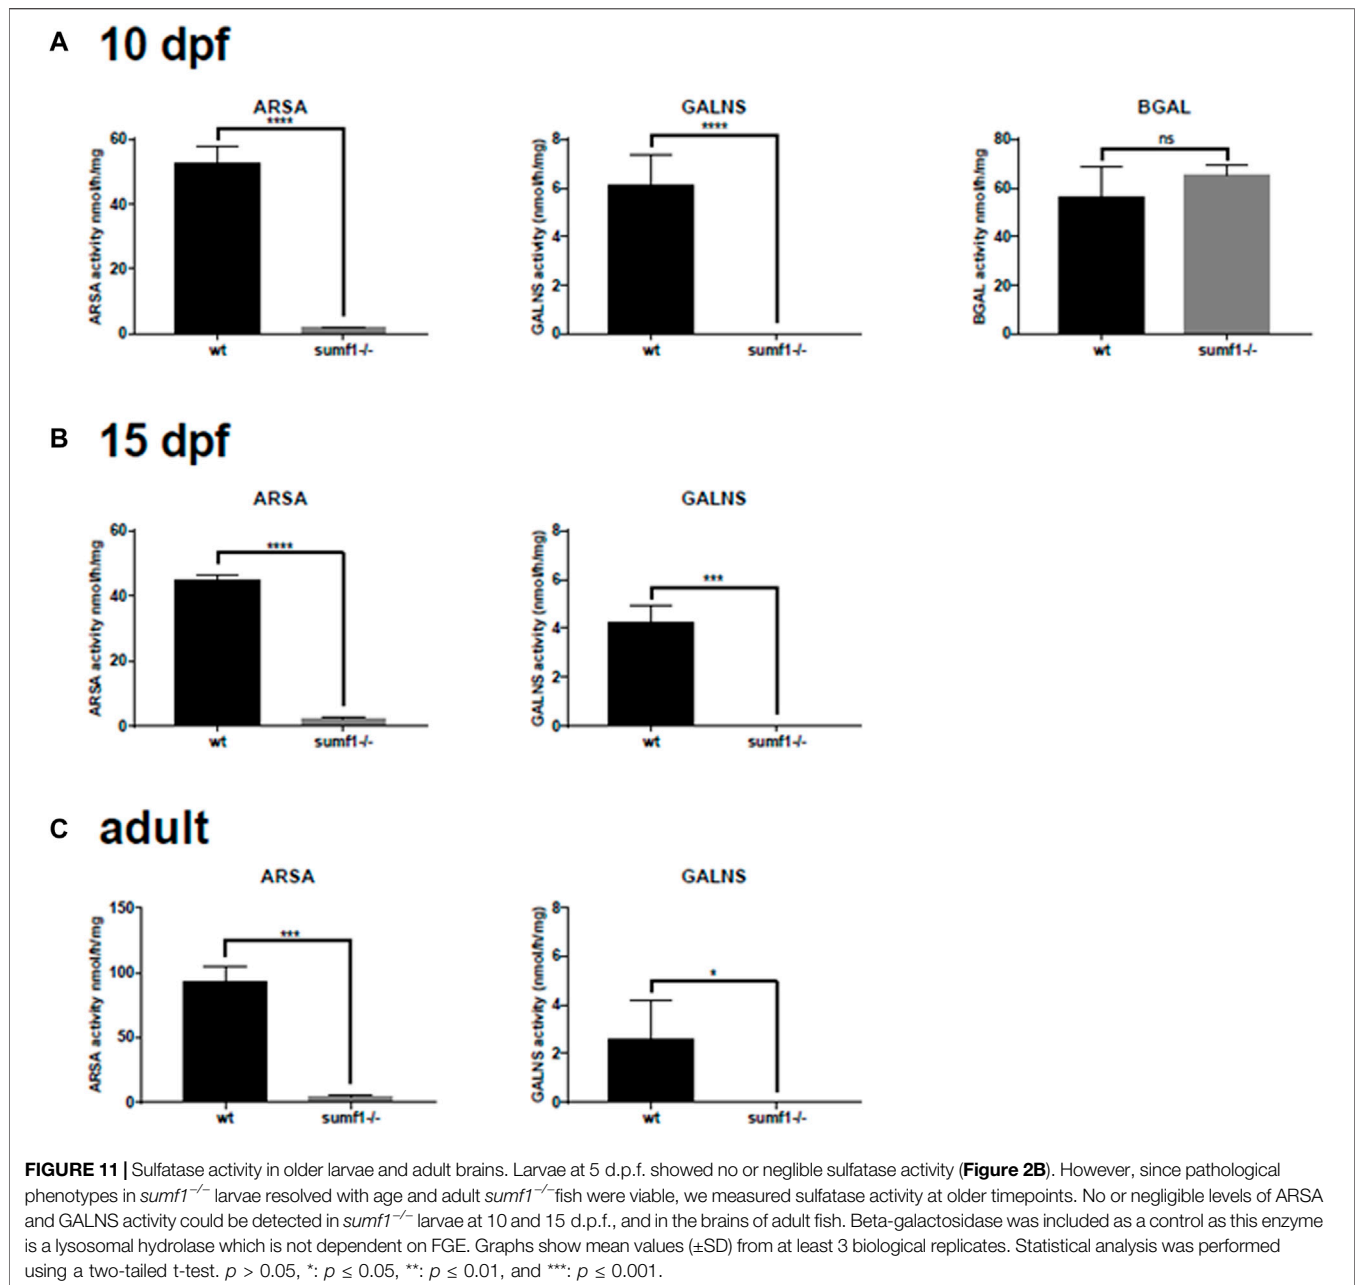 A 10 dpf
ARSA
****
ARSA activity nmol/h/mg
60
40
20
0
wt
sumf1-/-
GALNS
****
GALNS activity (nmol/h/mg)
8
6
4
2
0
wt
sumf1-/-
BGAL
ns
BGAL activity nmol/h/mg
80
60
40
20
0
wt
sumf1-/-
B 15 dpf
ARSA
****
ARSA activity nmol/h/mg
60
40
20
0
wt
sumf1-/-
GALNS
***
GALNS activity (nmol/h/mg)
8
6
4
2
0
wt
sumf1-/-
C adult
ARSA
***
ARSA activity nmol/h/mg
150
100
50
0
wt
sumf1-/-
GALNS
*
GALNS activity (nmol/h/mg)
8
6
4
2
0
wt
sumf1-/-
FIGURE 11 | Sulfatase activity in older larvae and adult brains. Larvae at 5 d.p.f. showed no or neglible sulfatase activity (Figure 2B). However, since pathological
phenotypes in sumf1−/− larvae resolved with age and adult sumf1−/−fish were viable, we measured sulfatase activity at older timepoints. No or negligible levels of ARSA
and GALNS activity could be detected in sumf1−/− larvae at 10 and 15 d.p.f., and in the brains of adult fish. Beta-galactosidase was included as a control as this enzyme
is a lysosomal hydrolase which is not dependent on FGE. Graphs show mean values (±SD) from at least 3 biological replicates. Statistical analysis was performed
using a two-tailed t-test. p > 0.05, *: p ≤ 0.05, **: p ≤ 0.01, and ***: p ≤ 0.001.